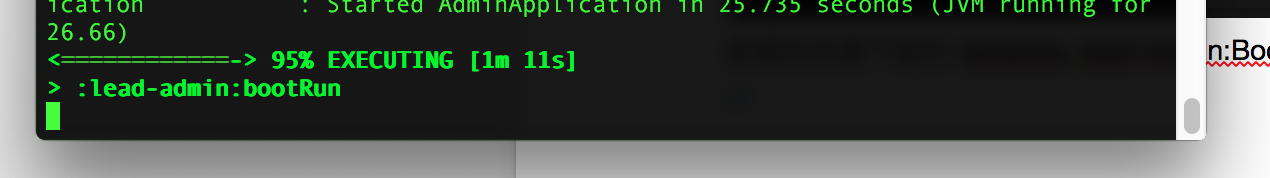 ication : Started AdminApplication in 25.735 seconds (JVM running for
26.66)
<============-> 95% EXECUTING [1m 11s]
> :lead-admin:bootRun
n:Boo